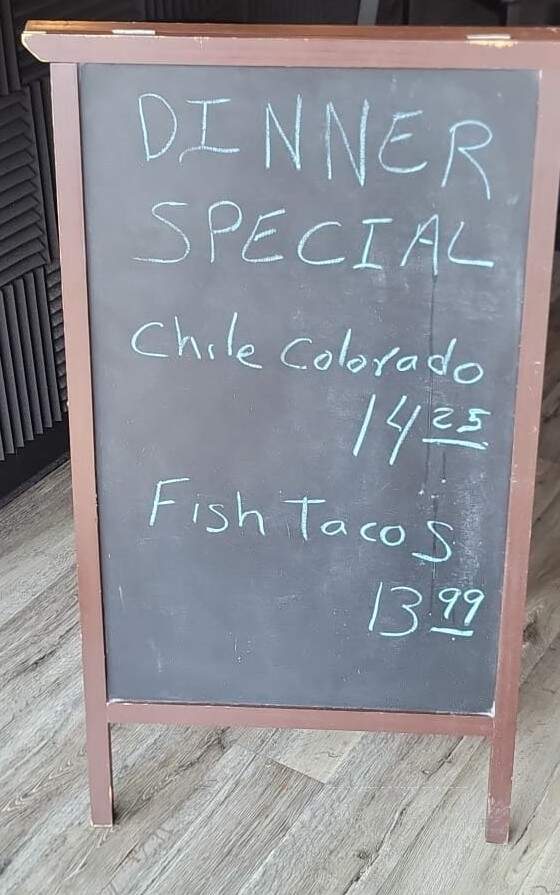 DINNER
SPECIAL
Chile Colorado
14 25
Fish Tacos
13 99